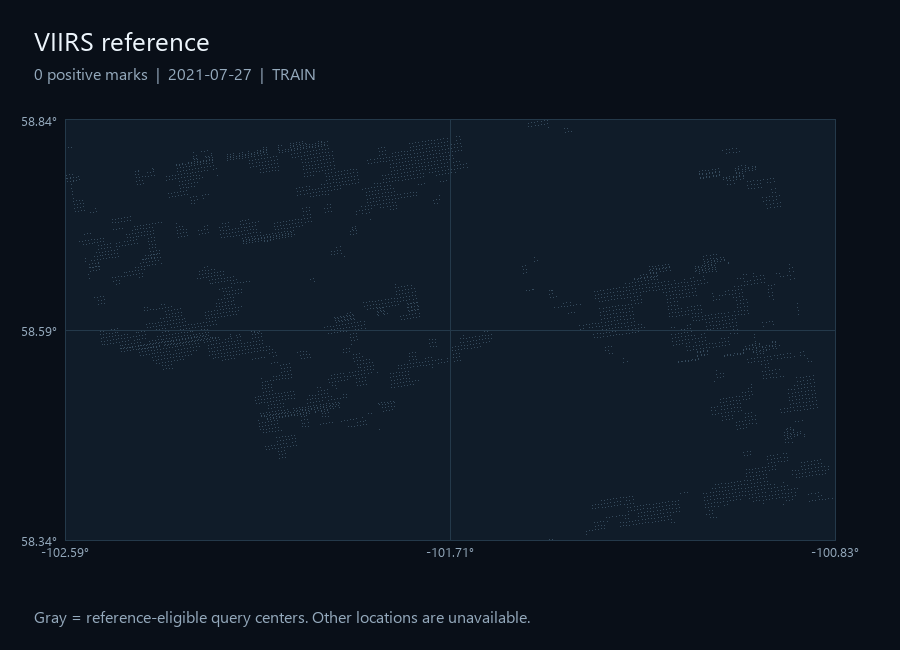 VIIRS reference
0 positive marks | 2021-07-27 | TRAIN
58.84°
58.59°
58.34°
-102.59°
-101.71°
-100.83°
Gray = reference-eligible query centers. Other locations are unavailable.